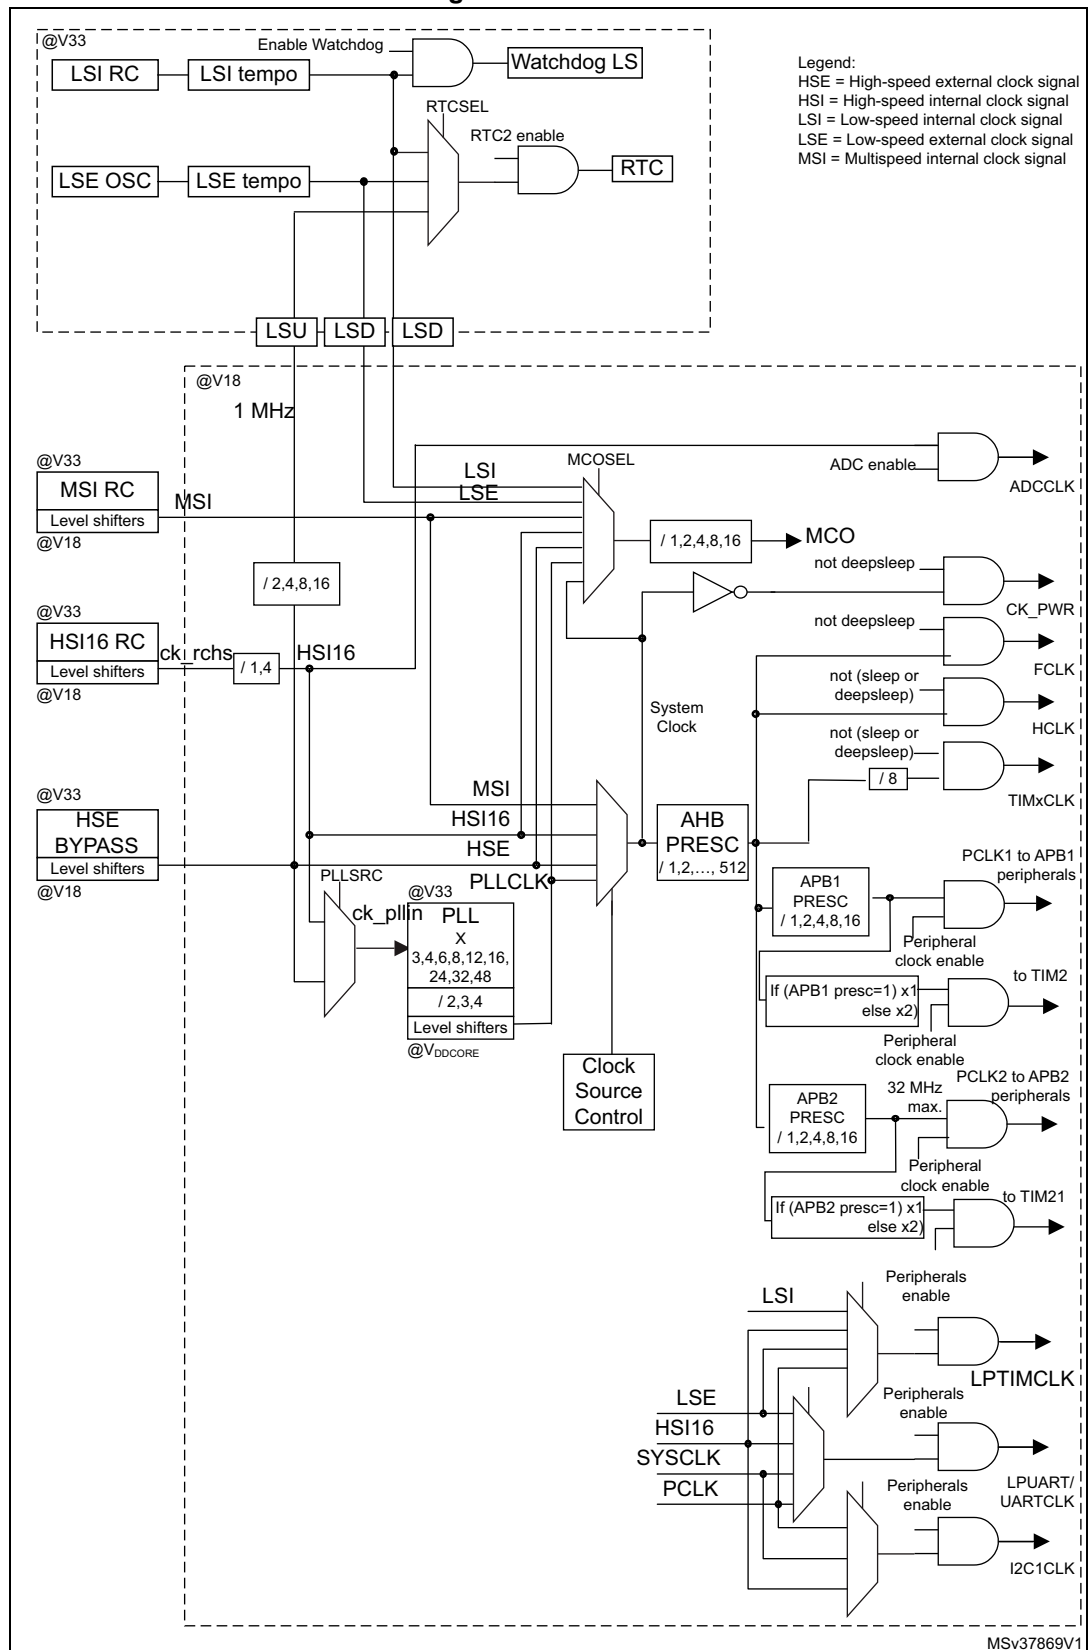 @V33
Enable Watchdog
LSI RC
LSI tempo
Watchdog LS
Legend:
HSE = High-speed external clock signal
HSI = High-speed internal clock signal
LSI = Low-speed internal clock signal
LSE = Low-speed external clock signal
MSI = Multispeed internal clock signal
RTCSEL
RTC2 enable
LSE OSC
LSE tempo
RTC
LSU
LSD
LSD
@V18
1 MHz
@V33
MSI RC
Level shifters
@V18
MSI
LSI
LSE
MCOSEL
ADC enable
ADCCLK
/ 1,2,4,8,16
MCO
/ 2,4,8,16
not deepsleep
CK_PWR
@V33
HSI16 RC
Level shifters
@V18
ck_rchs
/ 1,4
HSI16
not deepsleep
FCLK
not (sleep or
deepsleep)
HCLK
System
Clock
not (sleep or
deepsleep)
/ 8
TIMxCLK
@V33
HSE
BYPASS
Level shifters
@V18
MSI
HSI16
HSE
PLLCLK
AHB
PRESC
/ 1,2,…, 512
PLLSRC
ck_pllin
@V33
PLL
X
3,4,6,8,12,16,
24,32,48
/ 2,3,4
Level shifters
@VDDCORE
Clock
Source
Control
APB1
PRESC
/ 1,2,4,8,16
PCLK1 to APB1
peripherals
Peripheral
clock enable
If (APB1 presc=1) x1
else x2)
to TIM2
Peripheral
clock enable
APB2
PRESC
/ 1,2,4,8,16
32 MHz
max.
PCLK2 to APB2
peripherals
Peripheral
clock enable
If (APB2 presc=1) x1
else x2)
to TIM21
LSI
Peripherals
enable
LPTIMCLK
LSE
HSI16
SYSCLK
PCLK
Peripherals
enable
LPUART/
UARTCLK
Peripherals
enable
I2C1CLK
MSv37869V1